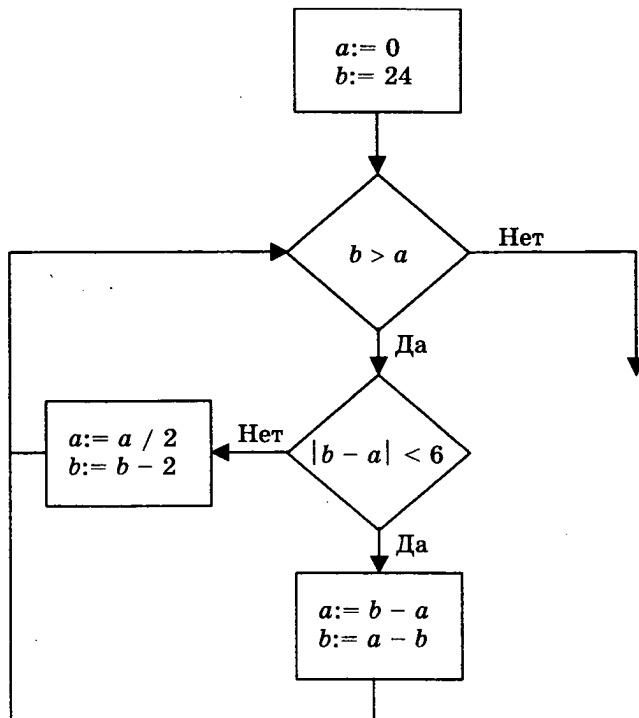 a:= 0
b:= 24
b > a
Нет
Да
a:= a / 2
b:= b − 2
Нет
|b − a| < 6
Да
a:= b − a
b:= a − b